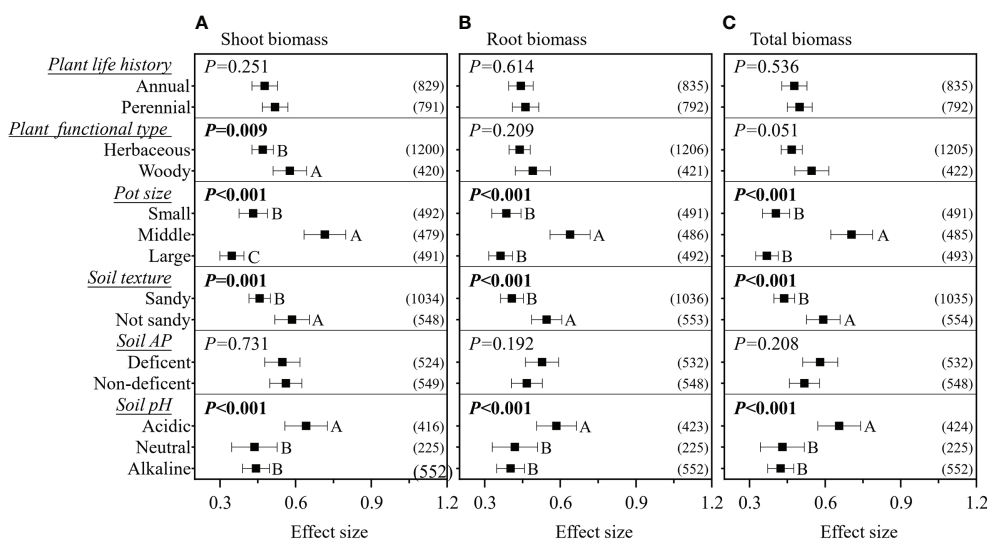 A B C
Shoot biomass Root biomass Total biomass
Plant life history P=0.251 P=0.614 P=0.536
Annual (829) (835) (835)
Perennial (791) (792) (792)
Plant functional type P=0.009 P=0.209 P=0.051
Herbaceous B (1200) (1206) (1205)
Woody A (420) (421) (422)
Pot size P<0.001 P<0.001 P<0.001
Small B (492) B (491) B (491)
Middle A (479) A (486) A (485)
Large C (491) B (492) B (493)
Soil texture P=0.001 P<0.001 P<0.001
Sandy B (1034) B (1036) B (1035)
Not sandy A (548) A (553) A (554)
Soil AP P=0.731 P=0.192 P=0.208
Deficent (524) (532) (532)
Non-deficent (549) (548) (548)
Soil pH P<0.001 P<0.001 P<0.001
Acidic A (416) A (423) A (424)
Neutral B (225) B (225) B (225)
Alkaline B (552) B (552) B (552)
0.3 0.6 0.9 1.2 0.3 0.6 0.9 1.2 0.3 0.6 0.9 1.2
Effect size Effect size Effect size